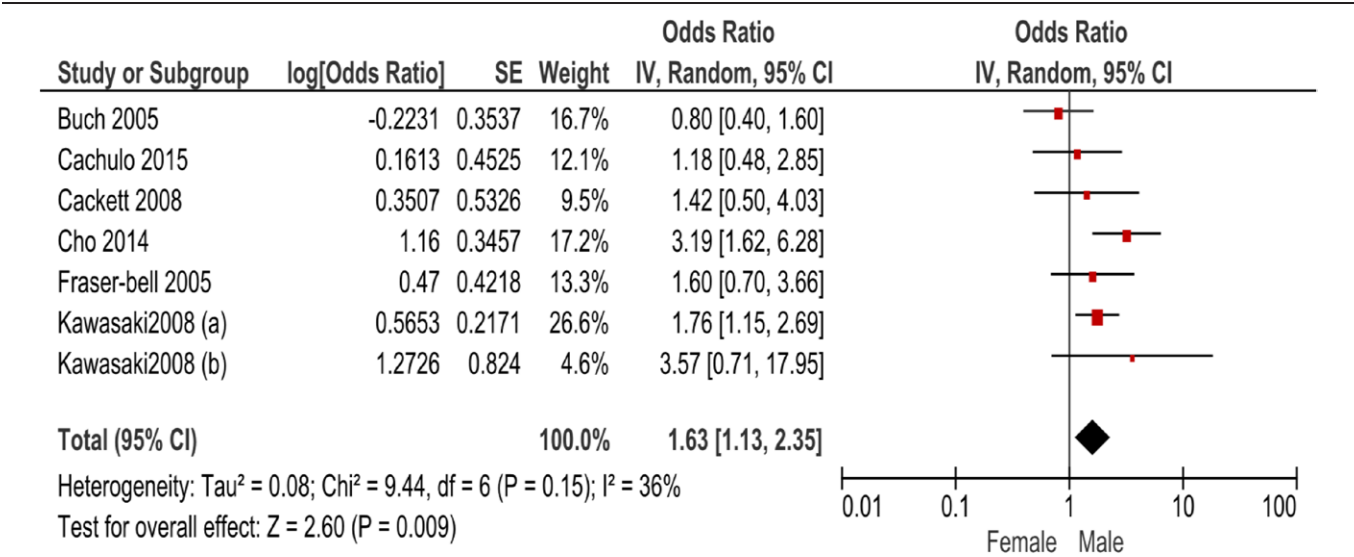 Odds Ratio Odds Ratio
Study or Subgroup log[Odds Ratio] SE Weight IV, Random, 95% CI IV, Random, 95% CI
Buch 2005 -0.2231 0.3537 16.7% 0.80 [0.40, 1.60]
Cachulo 2015 0.1613 0.4525 12.1% 1.18 [0.48, 2.85]
Cackett 2008 0.3507 0.5326 9.5% 1.42 [0.50, 4.03]
Cho 2014 1.16 0.3457 17.2% 3.19 [1.62, 6.28]
Fraser-bell 2005 0.47 0.4218 13.3% 1.60 [0.70, 3.66]
Kawasaki2008 (a) 0.5653 0.2171 26.6% 1.76 [1.15, 2.69]
Kawasaki2008 (b) 1.2726 0.824 4.6% 3.57 [0.71, 17.95]
Total (95% CI) 100.0% 1.63 [1.13, 2.35]
Heterogeneity: Tau² = 0.08; Chi² = 9.44, df = 6 (P = 0.15); I² = 36%
Test for overall effect: Z = 2.60 (P = 0.009)
0.01 0.1 1 10 100
Female Male